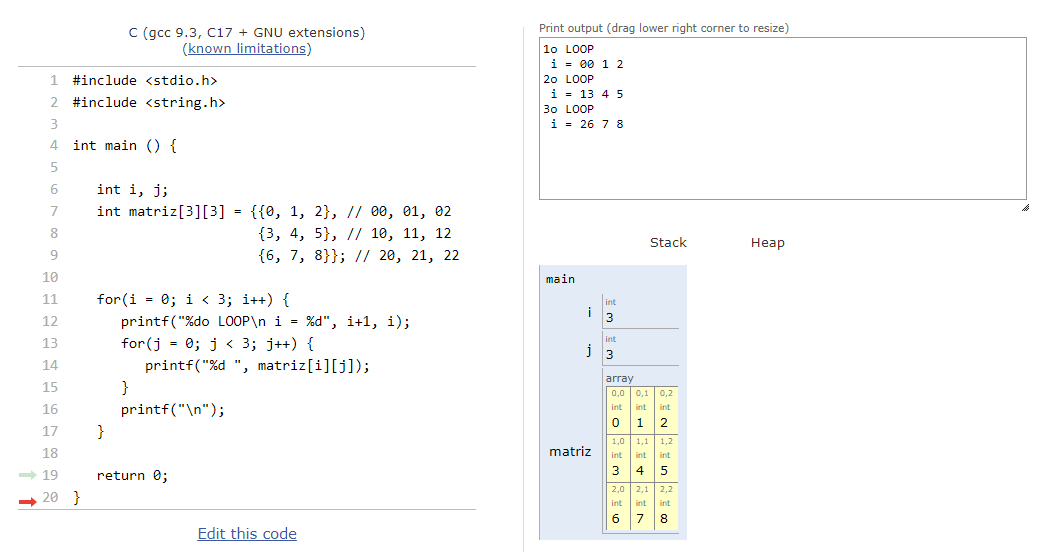 C (gcc 9.3, C17 + GNU extensions)
(known limitations)
1 #include <stdio.h>
2 #include <string.h>
3
4 int main () {
5
6 int i, j;
7 int matriz[3][3] = {{0, 1, 2}, // 00, 01, 02
8 {3, 4, 5}, // 10, 11, 12
9 {6, 7, 8}}; // 20, 21, 22
10
11 for(i = 0; i < 3; i++) {
12 printf("%do LOOP\n i = %d", i+1, i);
13 for(j = 0; j < 3; j++) {
14 printf("%d ", matriz[i][j]);
15 }
16 printf("\n");
17 }
18
19 return 0;
20 }
Edit this code
Print output (drag lower right corner to resize)
1o LOOP
i = 00 1 2
2o LOOP
i = 13 4 5
3o LOOP
i = 26 7 8
Stack Heap
main
i int
3
j int
3
array
matriz
0,0 0,1 0,2
int int int
0 1 2
1,0 1,1 1,2
int int int
3 4 5
2,0 2,1 2,2
int int int
6 7 8